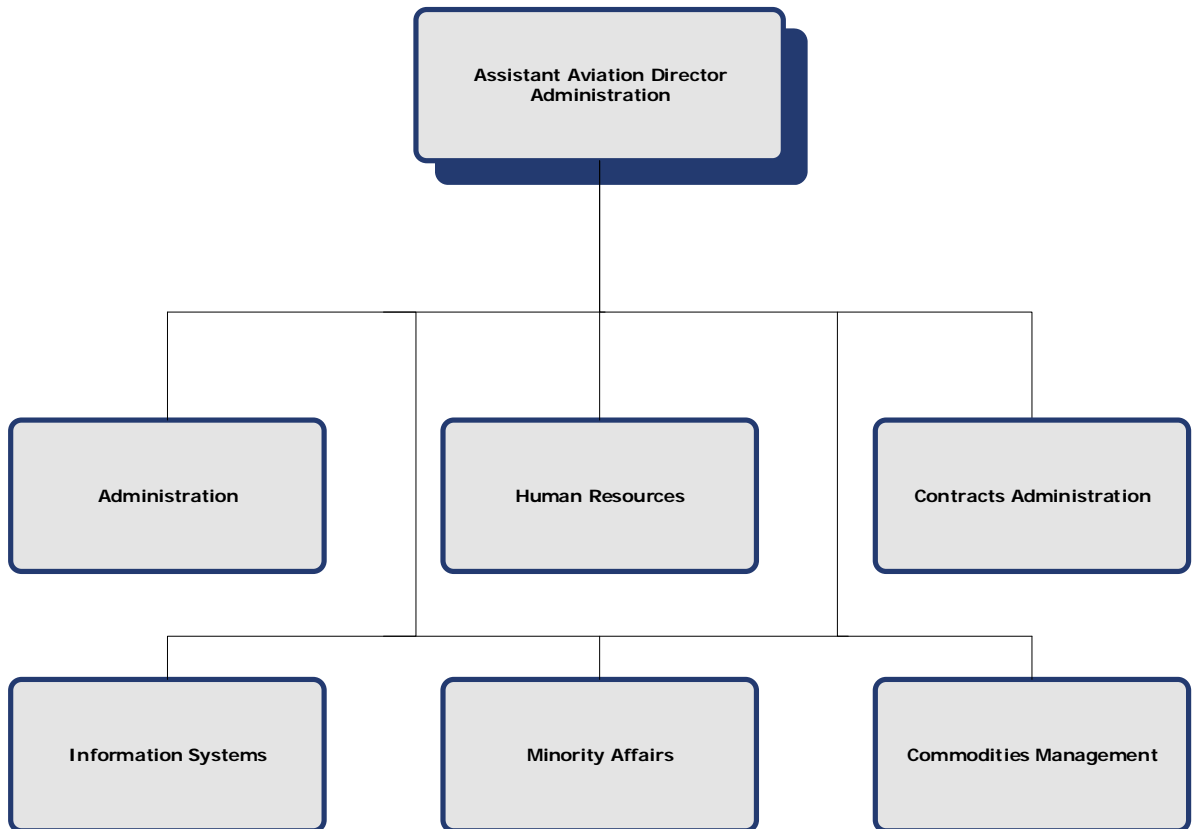 Assistant Aviation Director
Administration
Administration
Human Resources
Contracts Administration
Information Systems
Minority Affairs
Commodities Management